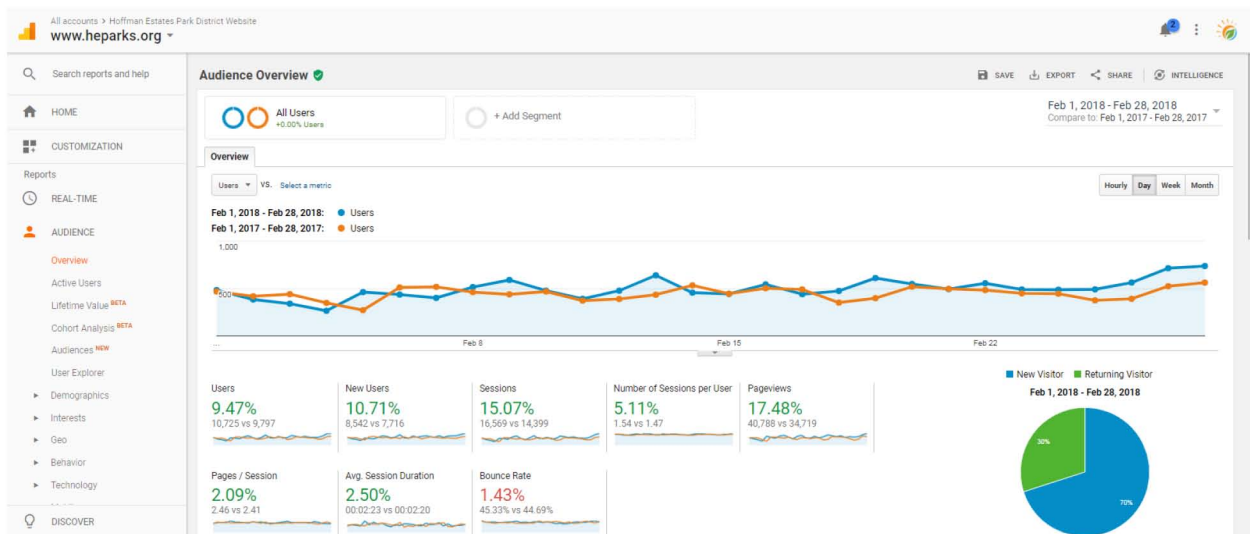 All accounts > Hoffman Estates Park District Website
www.heparks.org
2
Search reports and help
HOME
CUSTOMIZATION
Reports
REAL-TIME
AUDIENCE
Overview
Active Users
Lifetime Value BETA
Cohort Analysis BETA
Audiences NEW
User Explorer
Demographics
Interests
Geo
Behavior
Technology
DISCOVER
Audience Overview
SAVE EXPORT SHARE INTELLIGENCE
All Users
+0.00% Users
+ Add Segment
Feb 1, 2018 - Feb 28, 2018
Compare to: Feb 1, 2017 - Feb 28, 2017
Overview
Users VS. Select a metric
Hourly Day Week Month
Feb 1, 2018 - Feb 28, 2018: Users
Feb 1, 2017 - Feb 28, 2017: Users
1,000
500
... Feb 8 Feb 15 Feb 22
Users
9.47%
10,725 vs 9,797
New Users
10.71%
8,542 vs 7,716
Sessions
15.07%
16,569 vs 14,399
Number of Sessions per User
5.11%
1.54 vs 1.47
Pageviews
17.48%
40,788 vs 34,719
Pages / Session
2.09%
2.46 vs 2.41
Avg. Session Duration
2.50%
00:02:23 vs 00:02:20
Bounce Rate
1.43%
45.33% vs 44.69%
New Visitor Returning Visitor
Feb 1, 2018 - Feb 28, 2018
30%
70%